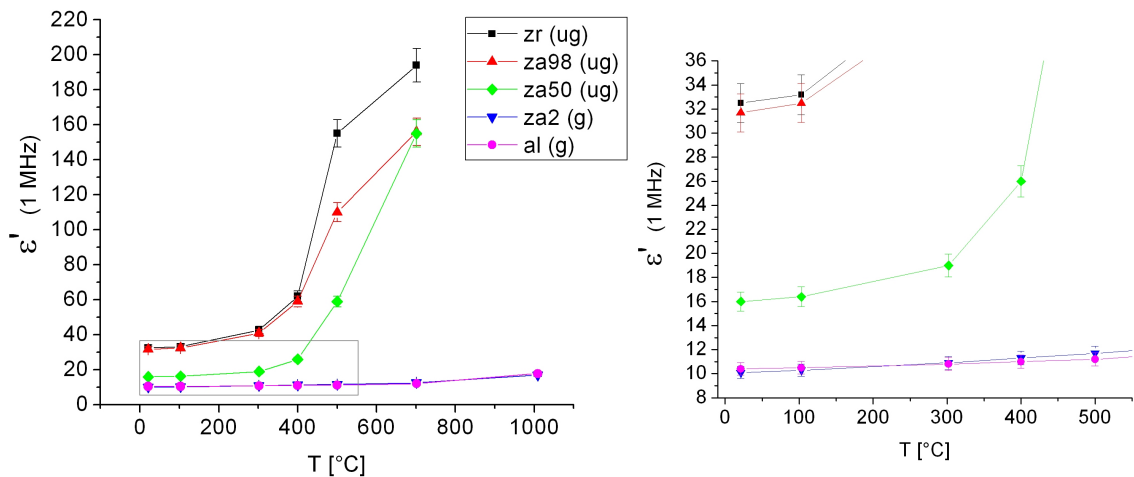 220
200
180
160
140
120
100
80
60
40
20
0
ε' (1 MHz)
0 200 400 600 800 1000
T [°C]
zr (ug)
za98 (ug)
za50 (ug)
za2 (g)
al (g)
36
34
32
30
28
26
24
22
20
18
16
14
12
10
8
ε' (1 MHz)
0 100 200 300 400 500
T [°C]